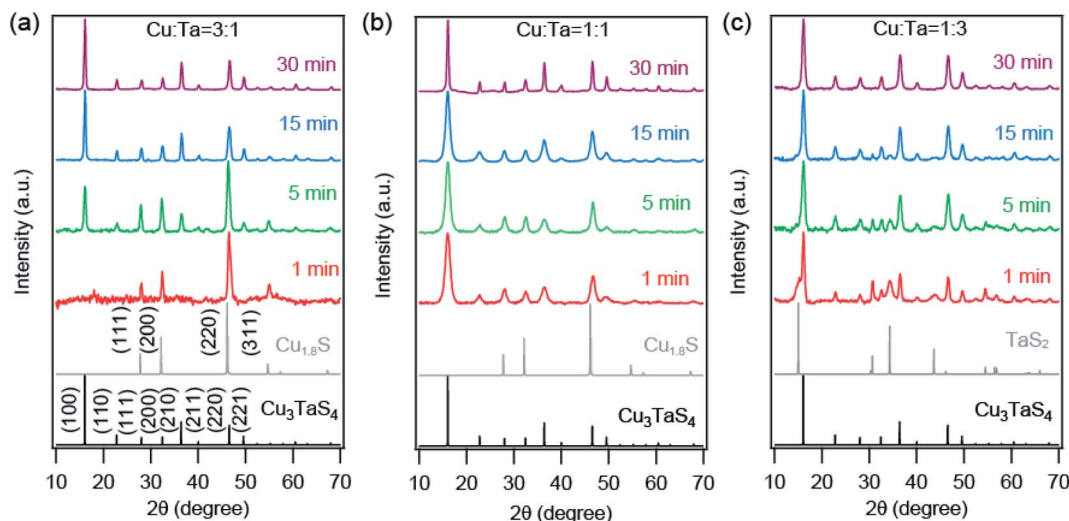 (a)
Cu:Ta=3:1
30 min
15 min
5 min
1 min
(111)
(200)
(220)
(311)
Cu₁.₈S
(100)
(110)
(111)
(200)
(210)
(211)
(220)
(221)
Cu₃TaS₄
Intensity (a.u.)
10 20 30 40 50 60 70
2θ (degree)
(b)
Cu:Ta=1:1
30 min
15 min
5 min
1 min
Cu₁.₈S
Cu₃TaS₄
Intensity (a.u.)
10 20 30 40 50 60 70
2θ (degree)
(c)
Cu:Ta=1:3
30 min
15 min
5 min
1 min
TaS₂
Cu₃TaS₄
Intensity (a.u.)
10 20 30 40 50 60 70
2θ (degree)